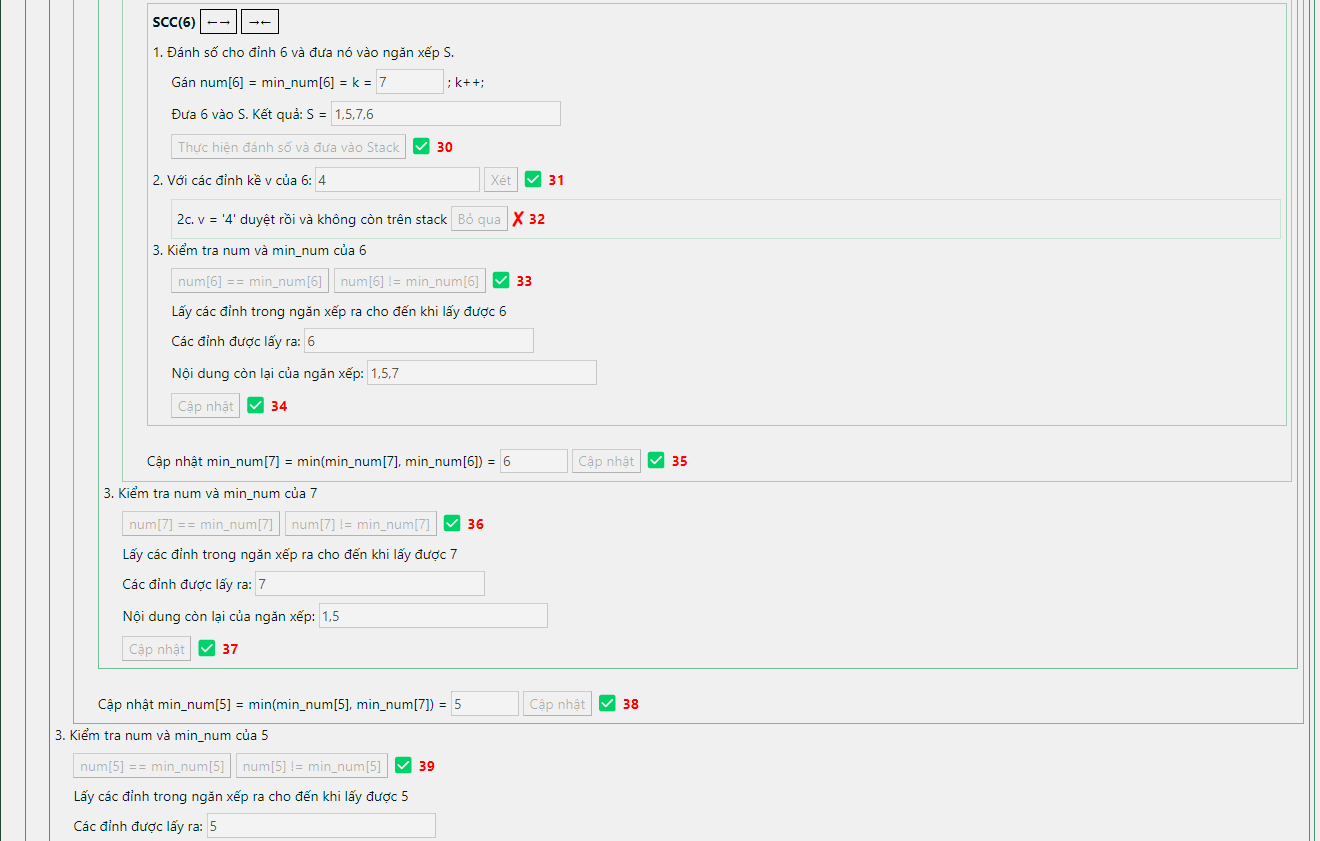 SCC(6) ←→ →←
1. Đánh số cho đỉnh 6 và đưa nó vào ngăn xếp S.
Gán num[6] = min_num[6] = k = 7 ; k++;
Đưa 6 vào S. Kết quả: S = 1,5,7,6
Thực hiện đánh số và đưa vào Stack ✅ 30
2. Với các đỉnh kề v của 6: 4 Xét ✅ 31
2c. v = '4' duyệt rồi và không còn trên stack Bỏ qua ✗ 32
3. Kiểm tra num và min_num của 6
num[6] == min_num[6] num[6] != min_num[6] ✅ 33
Lấy các đỉnh trong ngăn xếp ra cho đến khi lấy được 6
Các đỉnh được lấy ra: 6
Nội dung còn lại của ngăn xếp: 1,5,7
Cập nhật ✅ 34
Cập nhật min_num[7] = min(min_num[7], min_num[6]) = 6 Cập nhật ✅ 35
3. Kiểm tra num và min_num của 7
num[7] == min_num[7] num[7] != min_num[7] ✅ 36
Lấy các đỉnh trong ngăn xếp ra cho đến khi lấy được 7
Các đỉnh được lấy ra: 7
Nội dung còn lại của ngăn xếp: 1,5
Cập nhật ✅ 37
Cập nhật min_num[5] = min(min_num[5], min_num[7]) = 5 Cập nhật ✅ 38
3. Kiểm tra num và min_num của 5
num[5] == min_num[5] num[5] != min_num[5] ✅ 39
Lấy các đỉnh trong ngăn xếp ra cho đến khi lấy được 5
Các đỉnh được lấy ra: 5